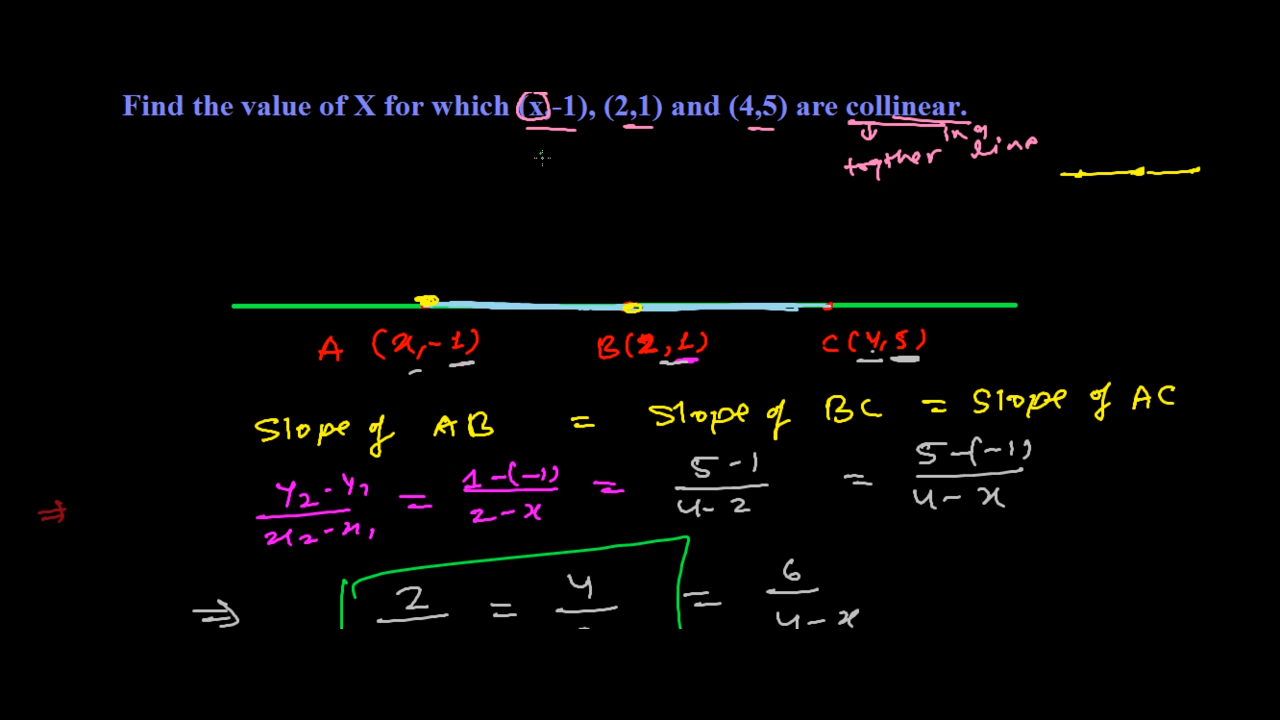 Find the value of X for which (x,-1), (2,1) and (4,5) are collinear.
together in a line
A (x,-1) B(2,1) C(4,5)
Slope of AB = Slope of BC = Slope of AC
⇒ y2-y1/x2-x1 = 1-(-1)/2-x = 5-1/4-2 = 5-(-1)/4-x
⇒ 2 = 4 = 6/4-x